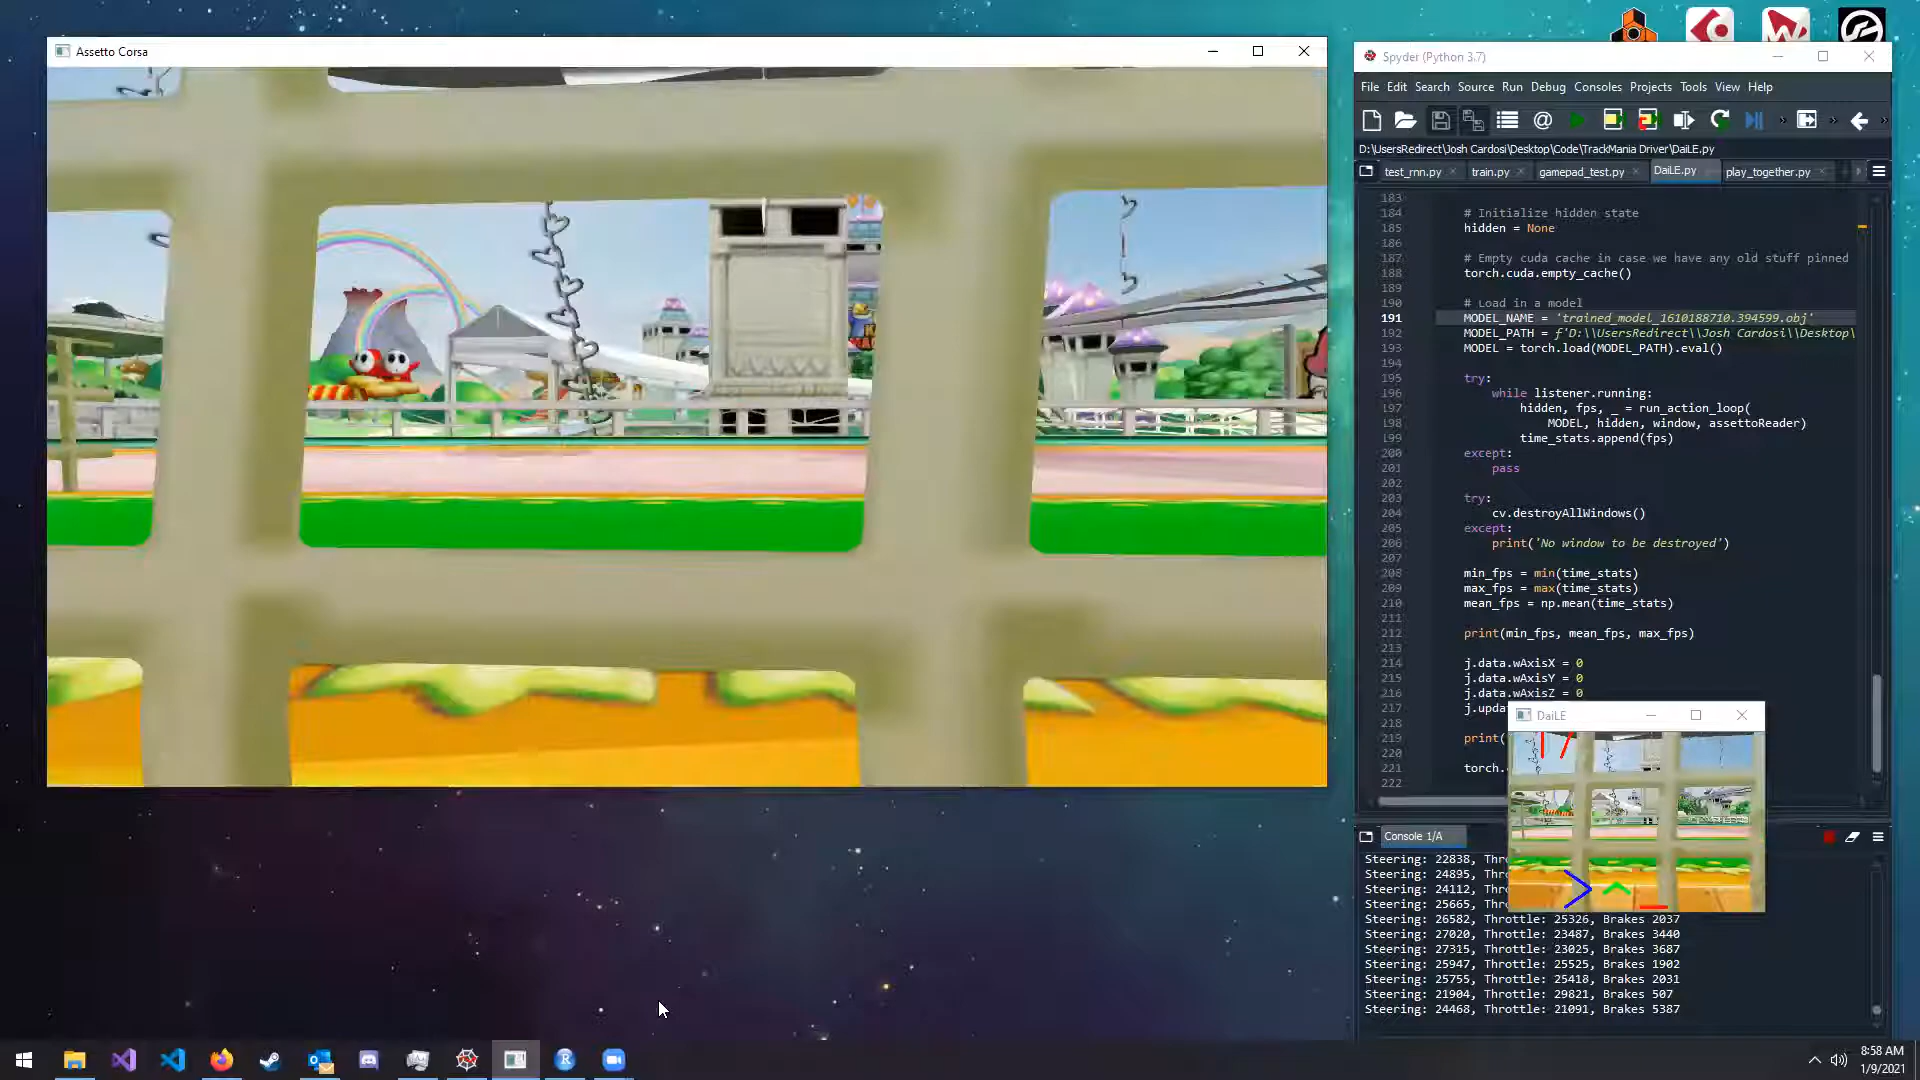 Assetto Corsa
Spyder (Python 3.7)
File Edit Search Source Run Debug Consoles Projects Tools View Help
D:\UsersRedirect\Josh Cardosi\Desktop\Code\TrackMania Driver\DaiLE.py
test_rnn.py train.py gamepad_test.py DaiLE.py play_together.py
183
184 # Initialize hidden state
185 hidden = None
186
187 # Empty cuda cache in case we have any old stuff pinned
188 torch.cuda.empty_cache()
189
190 # Load in a model
191 MODEL_NAME = 'trained_model_1610188710.394599.obj'
192 MODEL_PATH = f'D:\\UsersRedirect\\Josh Cardosi\\Desktop\
193 MODEL = torch.load(MODEL_PATH).eval()
194
195 try:
196 while listener.running:
197 hidden, fps, _ = run_action_loop(
198 MODEL, hidden, window, assettoReader)
199 time_stats.append(fps)
200 except:
201 pass
202
203 try:
204 cv.destroyAllWindows()
205 except:
206 print('No window to be destroyed')
207
208 min_fps = min(time_stats)
209 max_fps = max(time_stats)
210 mean_fps = np.mean(time_stats)
211
212 print(min_fps, mean_fps, max_fps)
213
214 j.data.wAxisX = 0
215 j.data.wAxisY = 0
216 j.data.wAxisZ = 0
217 j.upda
218
219 print(
220
221 torch.
222
DaiLE
Console 1/A
Steering: 22838, Thro
Steering: 24895, Thro
Steering: 24112, Thro
Steering: 25665, Thro
Steering: 26582, Throttle: 25326, Brakes 2037
Steering: 27020, Throttle: 23487, Brakes 3440
Steering: 27315, Throttle: 23025, Brakes 3687
Steering: 25947, Throttle: 25525, Brakes 1902
Steering: 25755, Throttle: 25418, Brakes 2031
Steering: 21904, Throttle: 29821, Brakes 507
Steering: 24468, Throttle: 21091, Brakes 5387
8:58 AM
1/9/2021